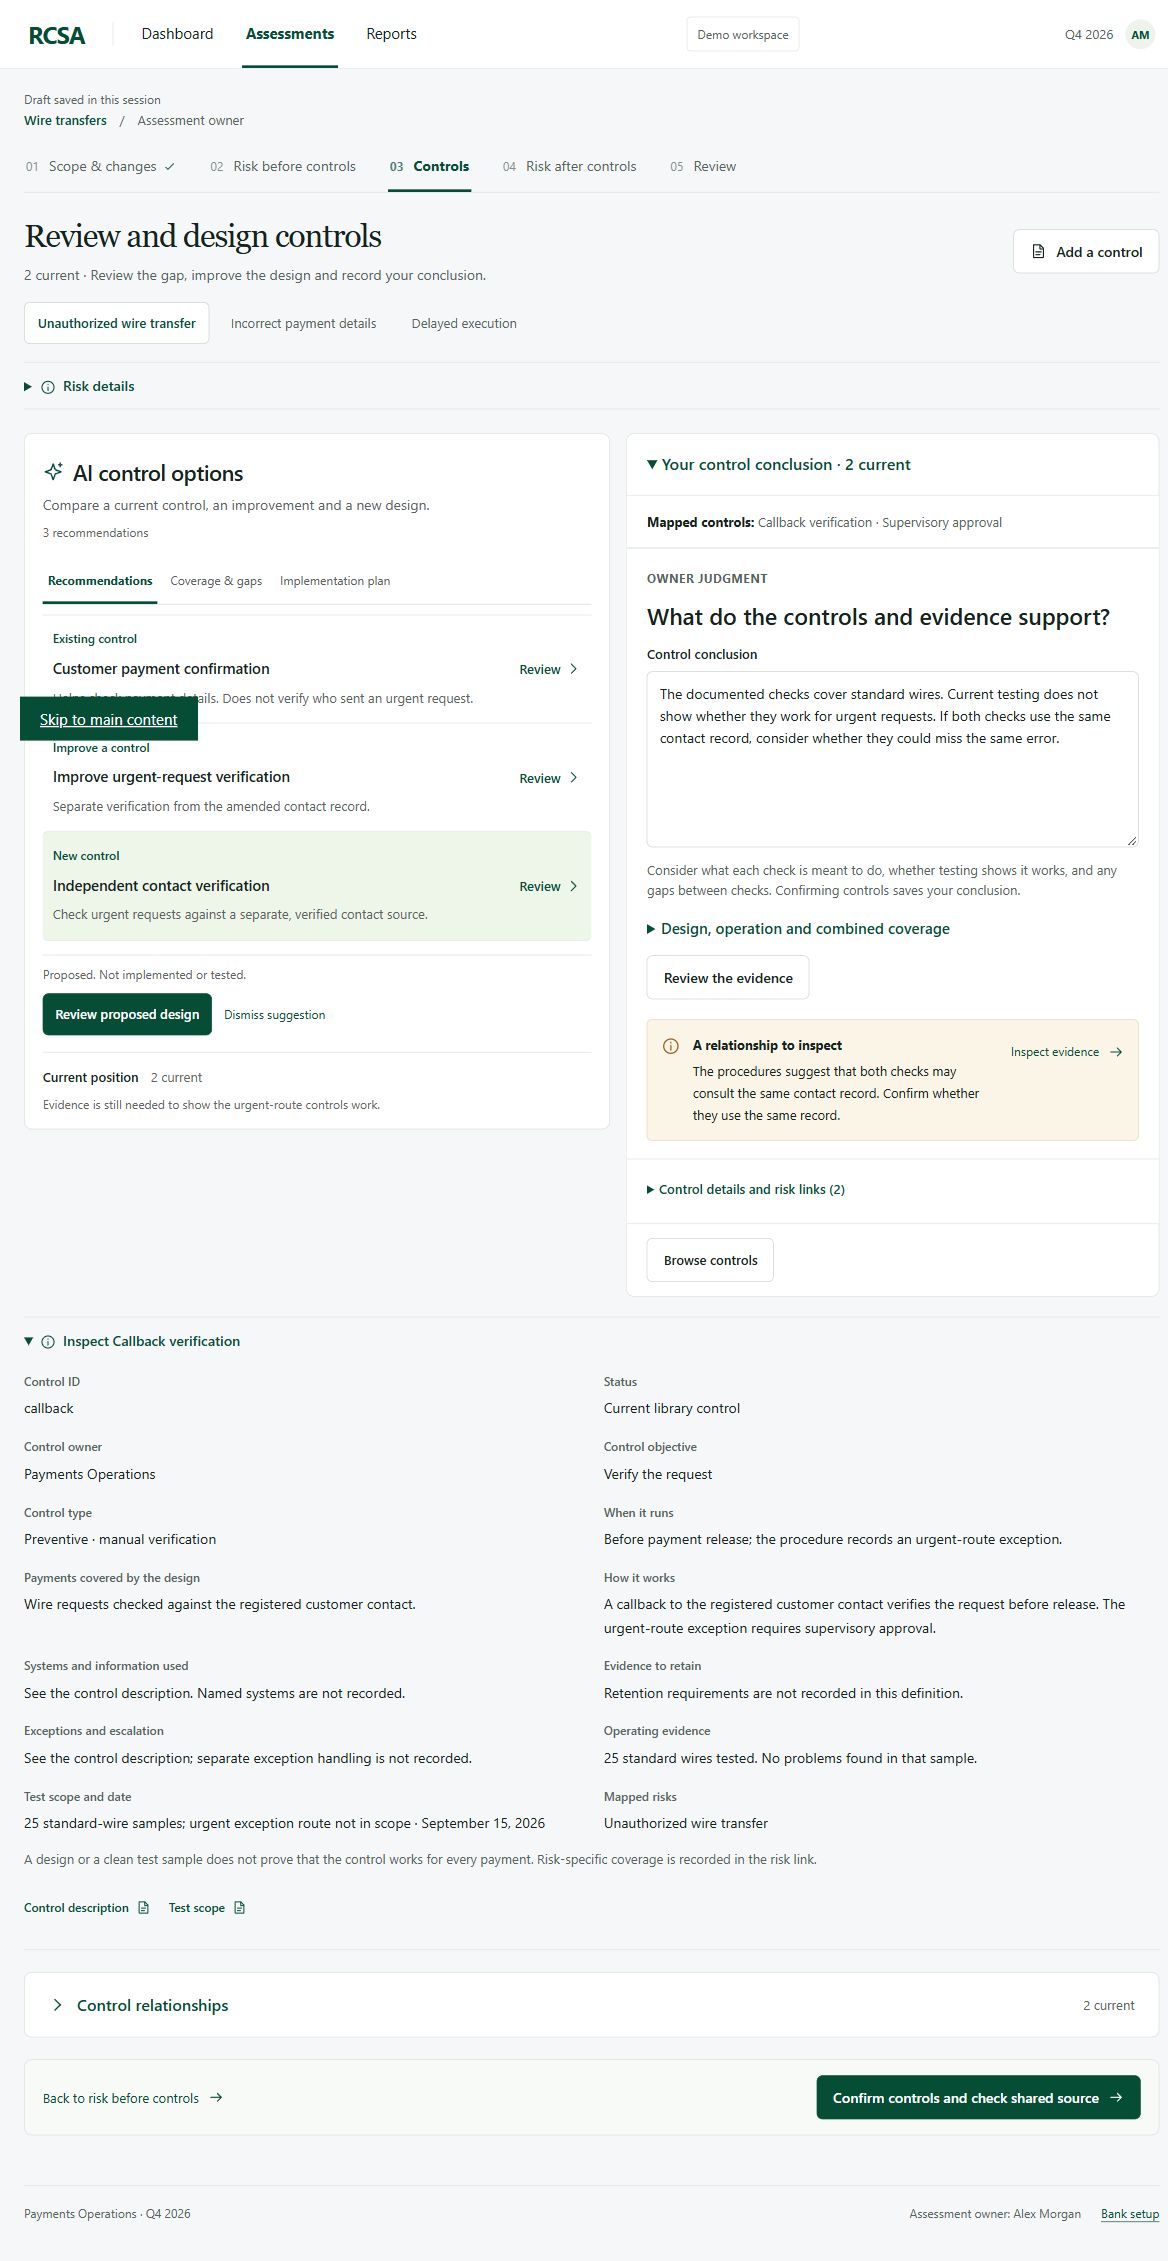 RCSA
Dashboard
Assessments
Reports
Demo workspace
Q4 2026
AM
Draft saved in this session
Wire transfers / Assessment owner
01 Scope & changes
02 Risk before controls
03 Controls
04 Risk after controls
05 Review
Review and design controls
2 current · Review the gap, improve the design and record your conclusion.
Add a control
Unauthorized wire transfer
Incorrect payment details
Delayed execution
Risk details
AI control options
Compare a current control, an improvement and a new design.
3 recommendations
Recommendations
Coverage & gaps
Implementation plan
Existing control
Customer payment confirmation
Review
Does not verify who sent an urgent request.
Skip to main content
Improve a control
Improve urgent-request verification
Review
Separate verification from the amended contact record.
New control
Independent contact verification
Review
Check urgent requests against a separate, verified contact source.
Proposed. Not implemented or tested.
Review proposed design
Dismiss suggestion
Current position 2 current
Evidence is still needed to show the urgent-route controls work.
Your control conclusion · 2 current
Mapped controls: Callback verification · Supervisory approval
OWNER JUDGMENT
What do the controls and evidence support?
Control conclusion
The documented checks cover standard wires. Current testing does not
show whether they work for urgent requests. If both checks use the same
contact record, consider whether they could miss the same error.
Consider what each check is meant to do, whether testing shows it works, and any
gaps between checks. Confirming controls saves your conclusion.
Design, operation and combined coverage
Review the evidence
A relationship to inspect
Inspect evidence
The procedures suggest that both checks may
consult the same contact record. Confirm whether
they use the same record.
Control details and risk links (2)
Browse controls
Inspect Callback verification
Control ID
callback
Status
Current library control
Control owner
Payments Operations
Control objective
Verify the request
Control type
Preventive · manual verification
When it runs
Before payment release; the procedure records an urgent-route exception.
Payments covered by the design
Wire requests checked against the registered customer contact.
How it works
A callback to the registered customer contact verifies the request before release. The
urgent-route exception requires supervisory approval.
Systems and information used
See the control description. Named systems are not recorded.
Evidence to retain
Retention requirements are not recorded in this definition.
Exceptions and escalation
See the control description; separate exception handling is not recorded.
Operating evidence
25 standard wires tested. No problems found in that sample.
Test scope and date
25 standard-wire samples; urgent exception route not in scope · September 15, 2026
Mapped risks
Unauthorized wire transfer
A design or a clean test sample does not prove that the control works for every payment. Risk-specific coverage is recorded in the risk link.
Control description
Test scope
Control relationships
2 current
Back to risk before controls
Confirm controls and check shared source
Payments Operations · Q4 2026
Assessment owner: Alex Morgan
Bank setup